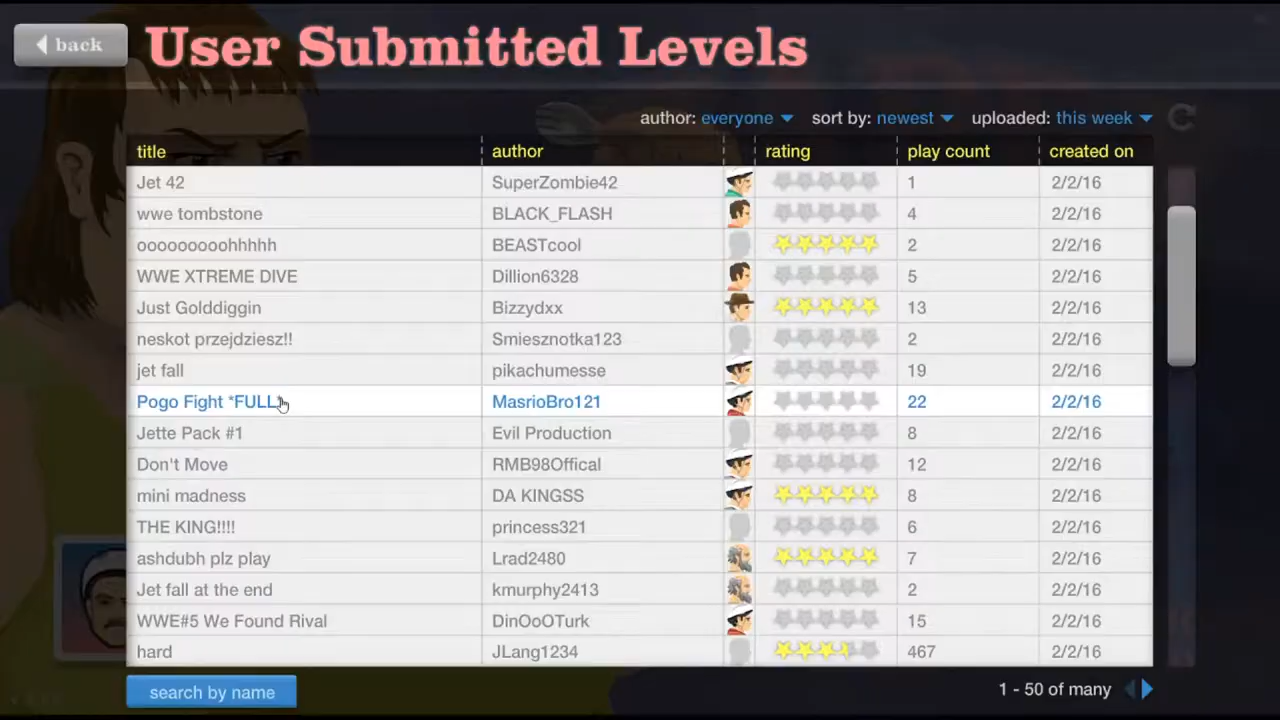 back
User Submitted Levels
author: everyone sort by: newest uploaded: this week
title author rating play count created on
Jet 42 SuperZombie42 1 2/2/16
wwe tombstone BLACK_FLASH 4 2/2/16
ooooooooohhhhh BEASTcool 2 2/2/16
WWE XTREME DIVE Dillion6328 5 2/2/16
Just Golddiggin Bizzydxx 13 2/2/16
neskot przejdziesz!! Smiesznotka123 2 2/2/16
jet fall pikachumesse 19 2/2/16
Pogo Fight *FULL* MasrioBro121 22 2/2/16
Jette Pack #1 Evil Production 8 2/2/16
Don't Move RMB98Offical 12 2/2/16
mini madness DA KINGSS 8 2/2/16
THE KING!!!! princess321 6 2/2/16
ashdubh plz play Lrad2480 7 2/2/16
Jet fall at the end kmurphy2413 2 2/2/16
WWE#5 We Found Rival DinOoOTurk 15 2/2/16
hard JLang1234 467 2/2/16
search by name 1 - 50 of many